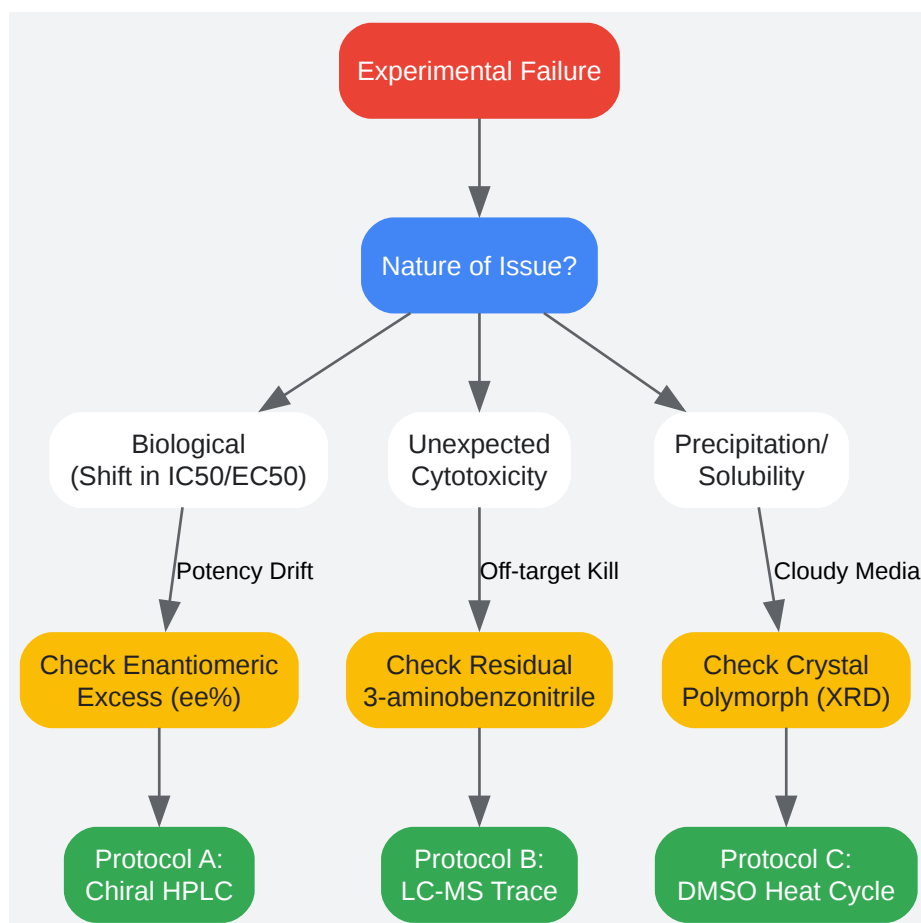 Experimental Failure
Nature of Issue?
Biological
(Shift in IC50/EC50)
Unexpected
Cytotoxicity
Precipitation/
Solubility
Potency Drift
Off-target Kill
Cloudy Media
Check Enantiomeric
Excess (ee%)
Check Residual
3-aminobenzonitrile
Check Crystal
Polymorph (XRD)
Protocol A:
Chiral HPLC
Protocol B:
LC-MS Trace
Protocol C:
DMSO Heat Cycle